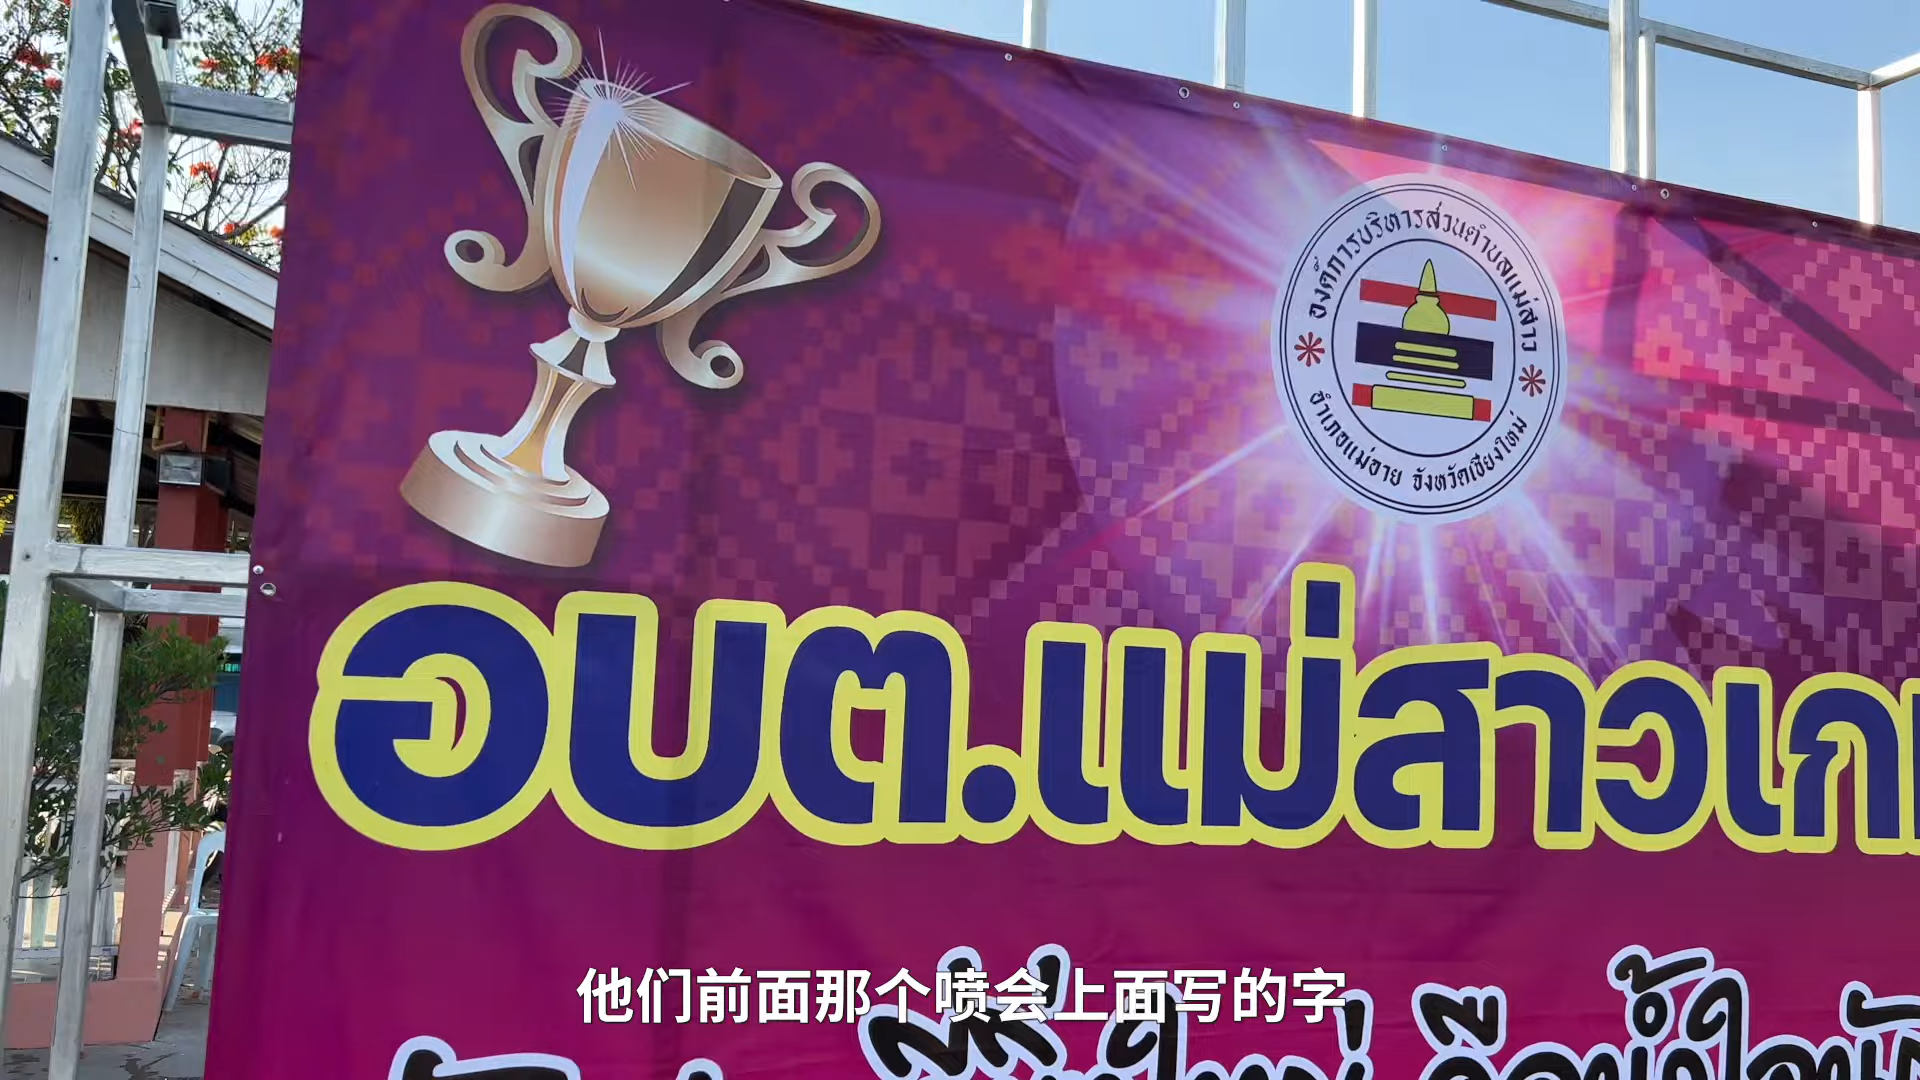 องค์การบริหารส่วนตำบลแม่สาว
อำเภอแม่อาย จังหวัดเชียงใหม่
อบต.แม่สาวเก
他们前面那个喷会上面写的字